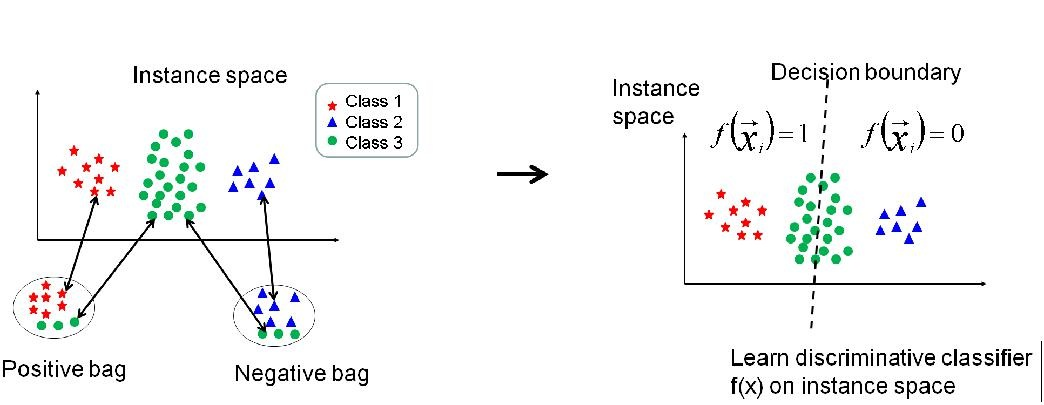 Instance space
Class 1
Class 2
Class 3
Positive bag
Negative bag
Instance
space
Decision boundary
f(x⃗ᵢ)=1
f(x⃗ᵢ)=0
Learn discriminative classifier
f(x) on instance space